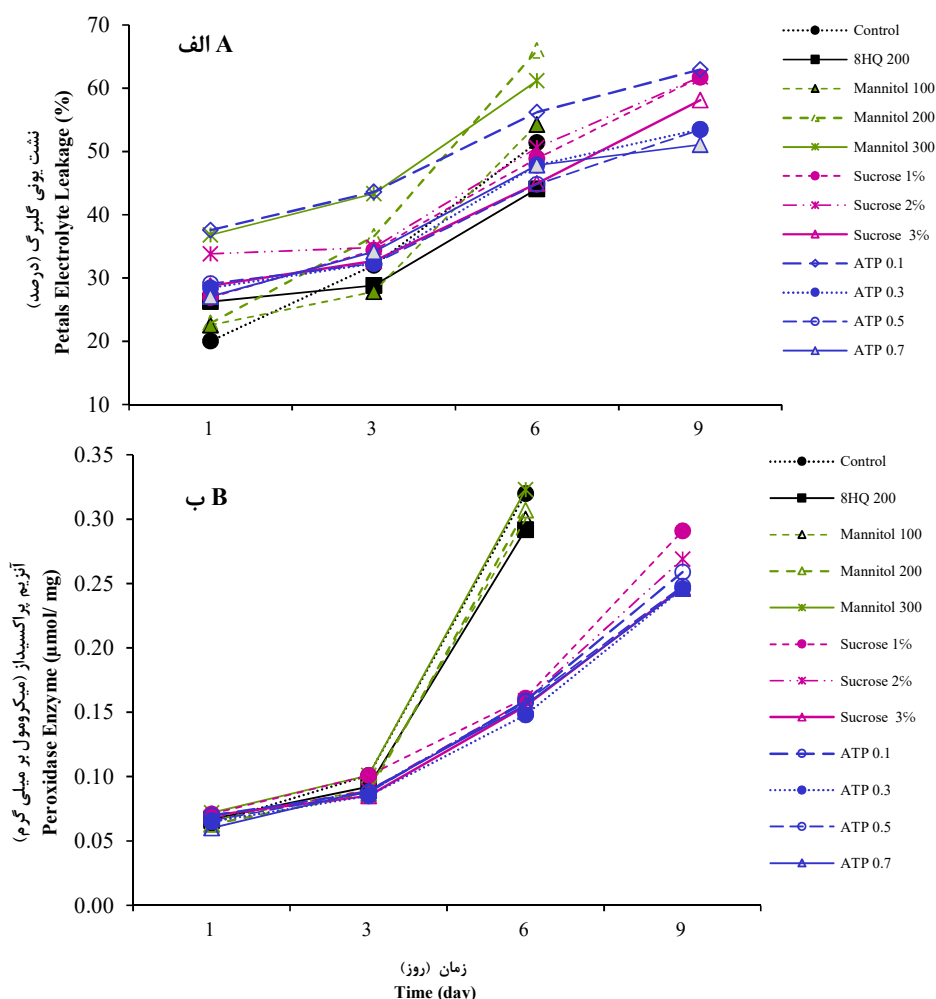 A الف
70
60
50
40
30
20
10
نشت یونی گلبرگ (درصد)
Petals Electrolyte Leakage (%)
1 3 6 9
Control
8HQ 200
Mannitol 100
Mannitol 200
Mannitol 300
Sucrose 1%
Sucrose 2%
Sucrose 3%
ATP 0.1
ATP 0.3
ATP 0.5
ATP 0.7
B ب
0.35
0.30
0.25
0.20
0.15
0.10
0.05
0.00
آنزیم پراکسیداز (میکرومول بر میلی گرم)
Peroxidase Enzyme (µmol/ mg)
1 3 6 9
زمان (روز)
Time (day)
Control
8HQ 200
Mannitol 100
Mannitol 200
Mannitol 300
Sucrose 1%
Sucrose 2%
Sucrose 3%
ATP 0.1
ATP 0.3
ATP 0.5
ATP 0.7